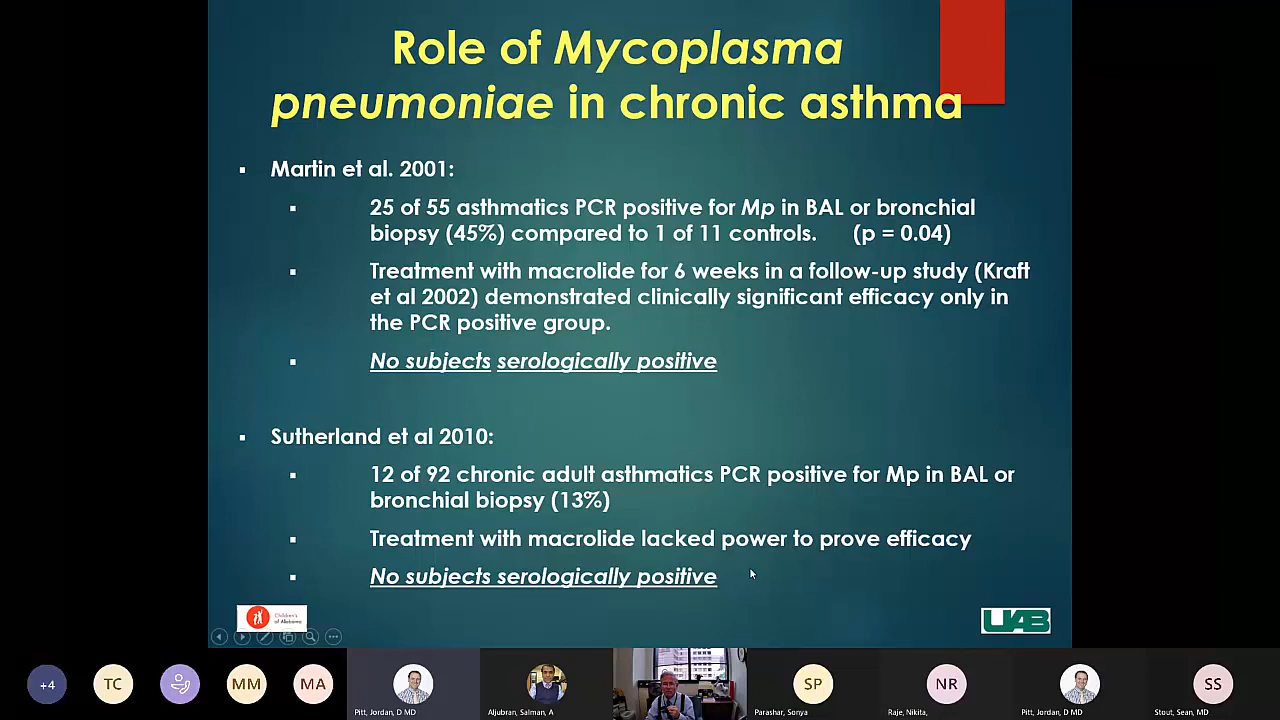 Role of Mycoplasma
pneumoniae in chronic asthma
▪ Martin et al. 2001:
▪ 25 of 55 asthmatics PCR positive for Mp in BAL or bronchial
biopsy (45%) compared to 1 of 11 controls. (p = 0.04)
▪ Treatment with macrolide for 6 weeks in a follow-up study (Kraft
et al 2002) demonstrated clinically significant efficacy only in
the PCR positive group.
▪ No subjects serologically positive
▪ Sutherland et al 2010:
▪ 12 of 92 chronic adult asthmatics PCR positive for Mp in BAL or
bronchial biopsy (13%)
▪ Treatment with macrolide lacked power to prove efficacy
▪ No subjects serologically positive
Children's
of Alabama
UAB
+4 TC MM MA SP NR SS
Pitt, Jordan, D MD Aljubran, Salman, A Parashar, Sonya Raje, Nikita, Pitt, Jordan, D MD Stout, Sean, MD